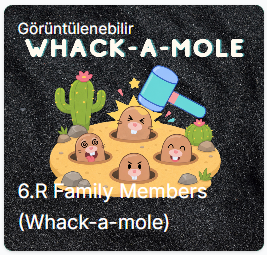 Görüntülenebilir
WHACK-A-MOLE
6.R Family Members
(Whack-a-mole)